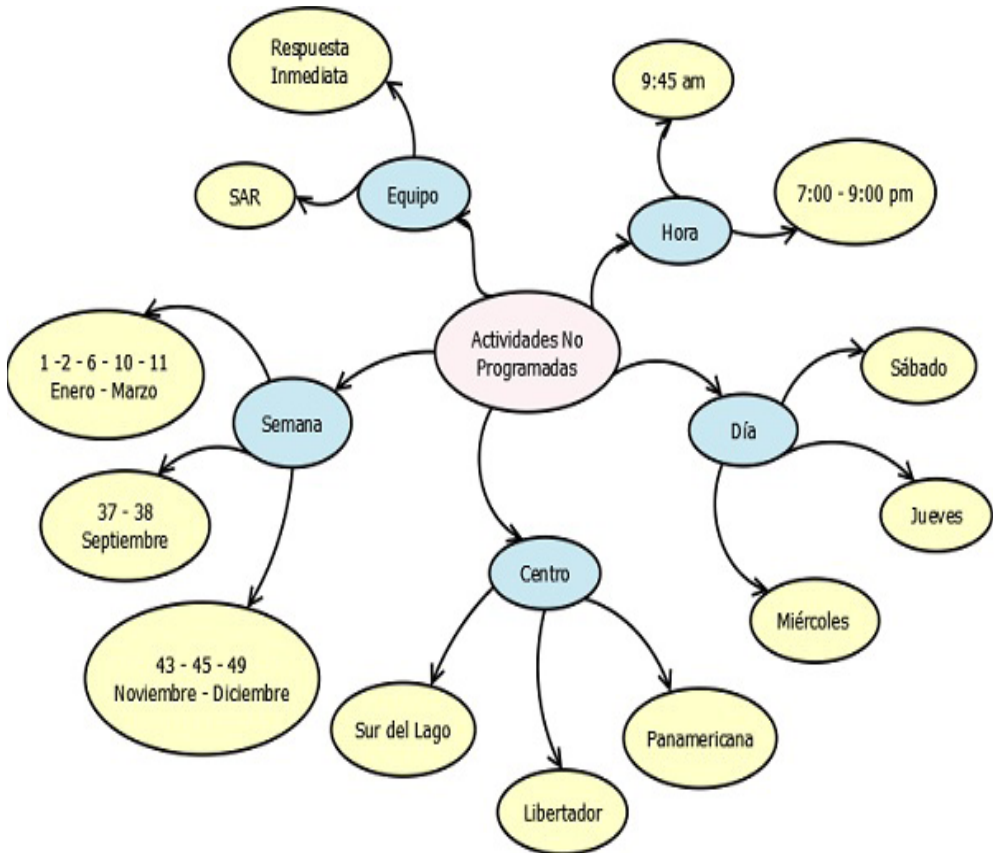 Respuesta
Inmediata
SAR
Equipo
9:45 am
7:00 - 9:00 pm
Hora
Actividades No
Programadas
1 -2 - 6 - 10 - 11
Enero - Marzo
Semana
37 - 38
Septiembre
43 - 45 - 49
Noviembre - Diciembre
Sábado
Día
Jueves
Miércoles
Centro
Sur del Lago
Libertador
Panamericana